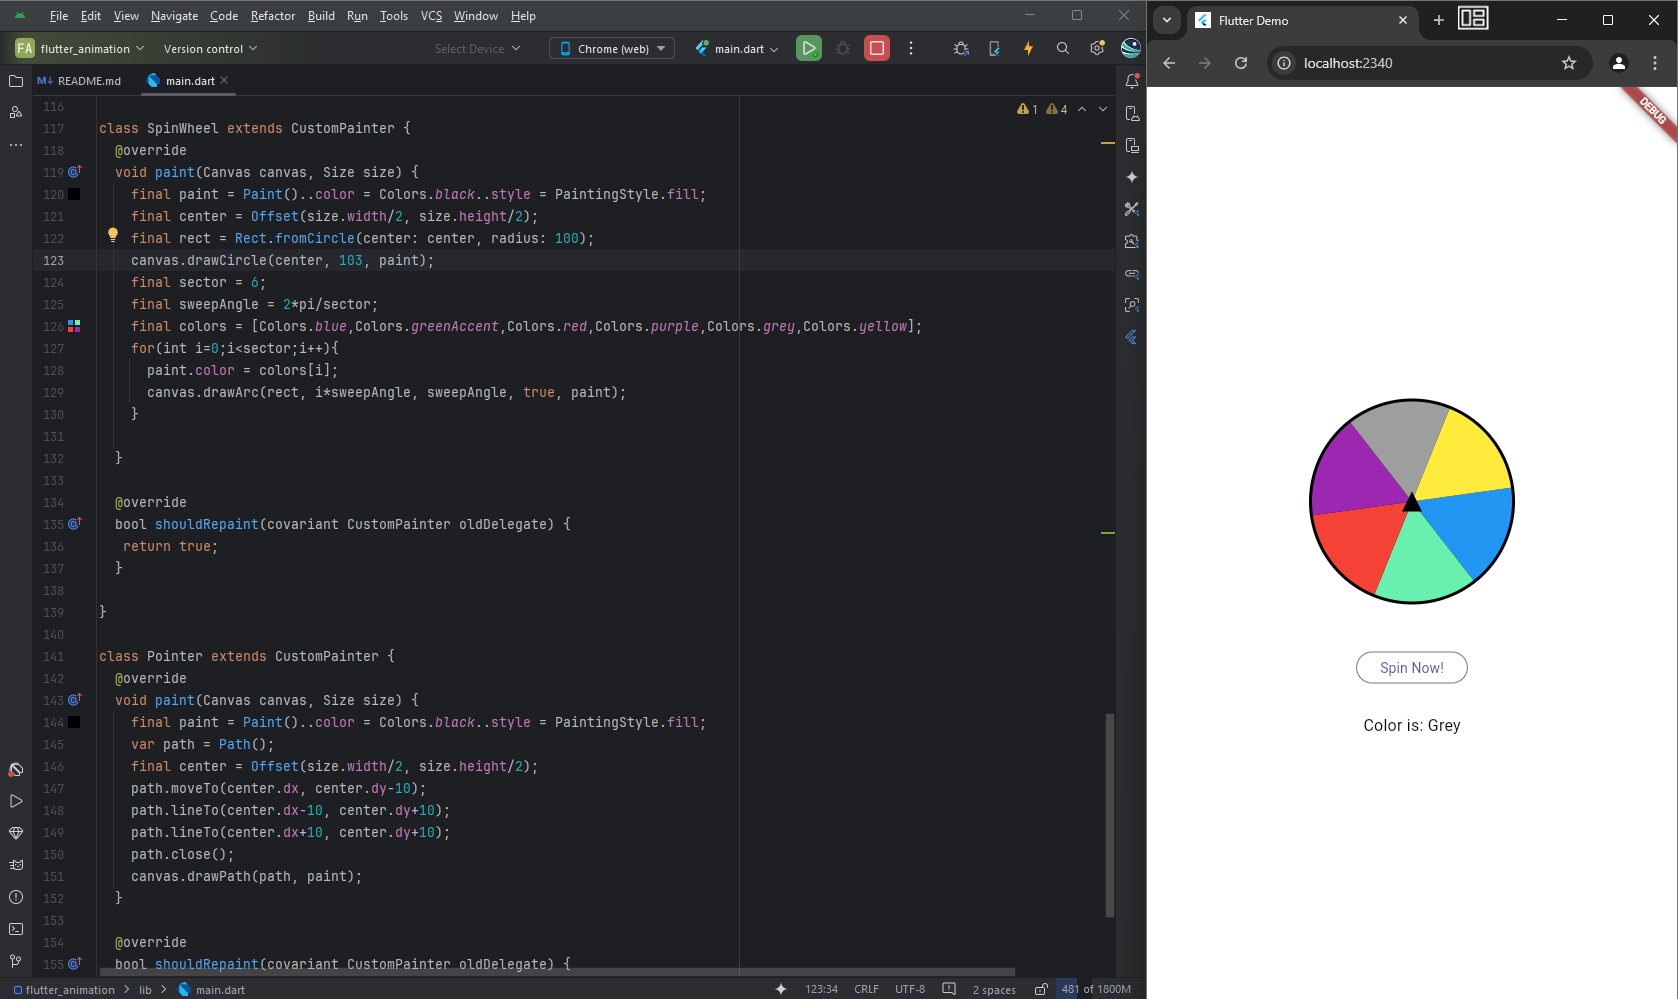 File Edit View Navigate Code Refactor Build Run Tools VCS Window Help
FA flutter_animation Version control Select Device Chrome (web) main.dart
M↓ README.md main.dart
1 4
116
117 class SpinWheel extends CustomPainter {
118 @override
119 void paint(Canvas canvas, Size size) {
120 final paint = Paint()..color = Colors.black..style = PaintingStyle.fill;
121 final center = Offset(size.width/2, size.height/2);
122 final rect = Rect.fromCircle(center: center, radius: 100);
123 canvas.drawCircle(center, 103, paint);
124 final sector = 6;
125 final sweepAngle = 2*pi/sector;
126 final colors = [Colors.blue,Colors.greenAccent,Colors.red,Colors.purple,Colors.grey,Colors.yellow];
127 for(int i=0;i<sector;i++){
128 paint.color = colors[i];
129 canvas.drawArc(rect, i*sweepAngle, sweepAngle, true, paint);
130 }
131
132 }
133
134 @override
135 bool shouldRepaint(covariant CustomPainter oldDelegate) {
136 return true;
137 }
138
139 }
140
141 class Pointer extends CustomPainter {
142 @override
143 void paint(Canvas canvas, Size size) {
144 final paint = Paint()..color = Colors.black..style = PaintingStyle.fill;
145 var path = Path();
146 final center = Offset(size.width/2, size.height/2);
147 path.moveTo(center.dx, center.dy-10);
148 path.lineTo(center.dx-10, center.dy+10);
149 path.lineTo(center.dx+10, center.dy+10);
150 path.close();
151 canvas.drawPath(path, paint);
152 }
153
154 @override
155 bool shouldRepaint(covariant CustomPainter oldDelegate) {
flutter_animation > lib > main.dart 123:34 CRLF UTF-8 2 spaces 481 of 1800M
Flutter Demo
localhost:2340
DEBUG
Spin Now!
Color is: Grey